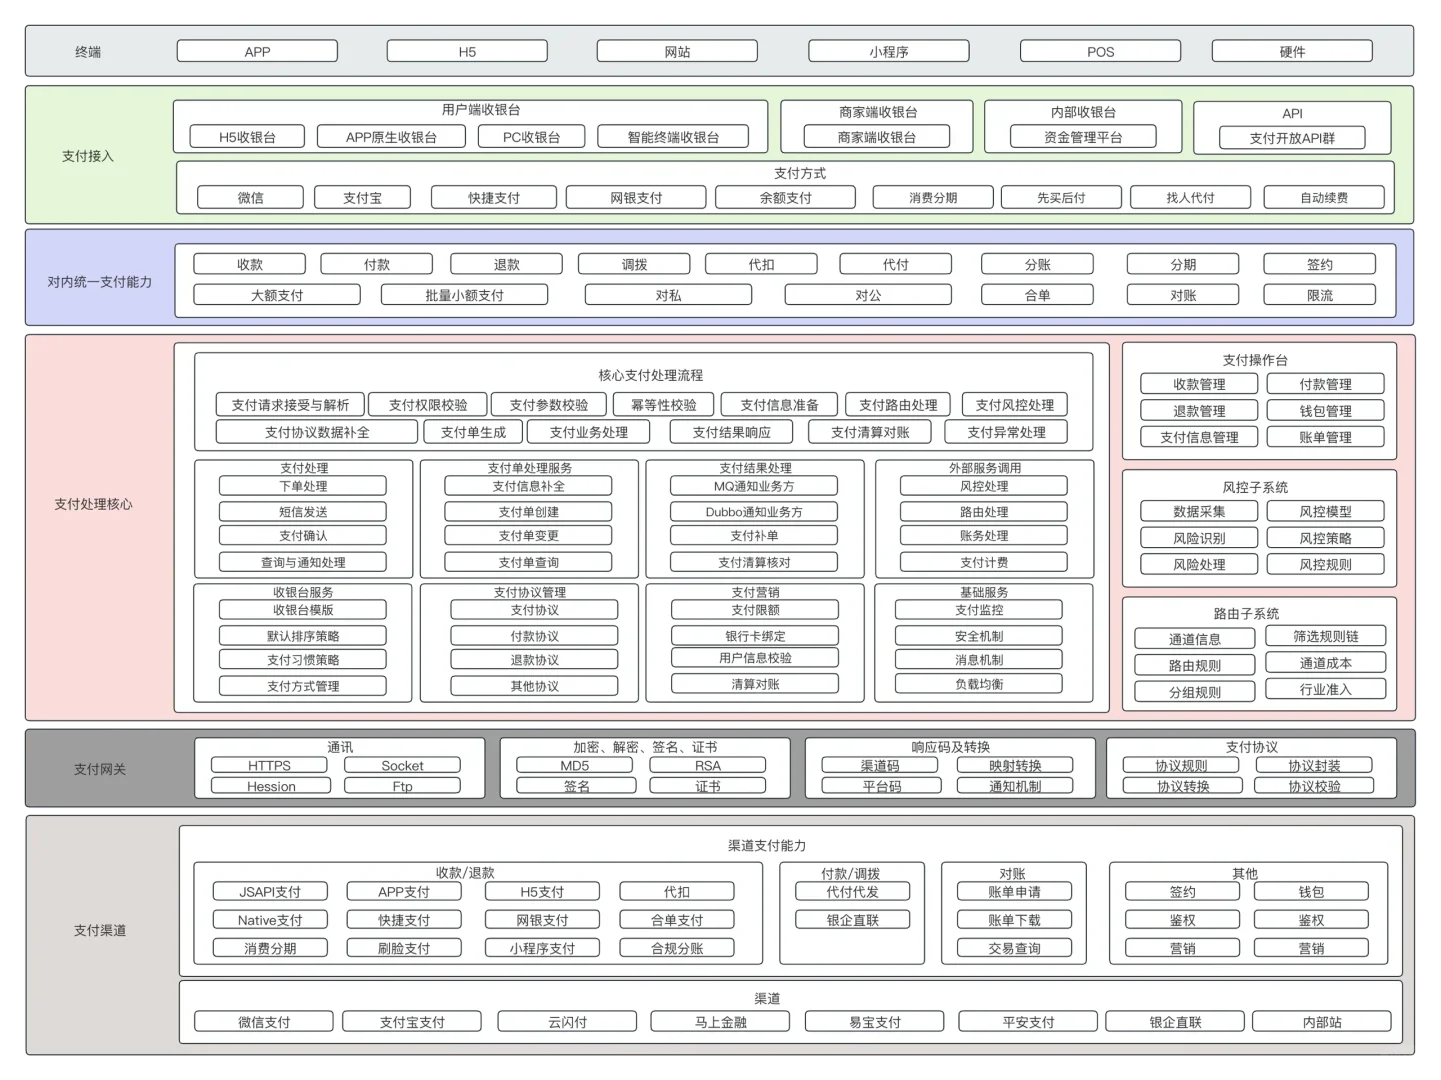 终端 APP H5 网站 小程序 POS 硬件
支付接入
用户端收银台
H5收银台 APP原生收银台 PC收银台 智能终端收银台
商家端收银台
商家端收银台
内部收银台
资金管理平台
API
支付开放API群
支付方式
微信 支付宝 快捷支付 网银支付 余额支付 消费分期 先买后付 找人代付 自动续费
对内统一支付能力
收款 付款 退款 调拨 代扣 代付 分账 分期 签约
大额支付 批量小额支付 对私 对公 合单 对账 限流
支付处理核心
核心支付处理流程
支付请求接受与解析 支付权限校验 支付参数校验 幂等性校验 支付信息准备 支付路由处理 支付风控处理
支付协议数据补全 支付单生成 支付业务处理 支付结果响应 支付清算对账 支付异常处理
支付处理
下单处理
短信发送
支付确认
查询与通知处理
支付单处理服务
支付信息补全
支付单创建
支付单变更
支付单查询
支付结果处理
MQ通知业务方
Dubbo通知业务方
支付补单
支付清算核对
外部服务调用
风控处理
路由处理
账务处理
支付计费
收银台服务
收银台模版
默认排序策略
支付习惯策略
支付方式管理
支付协议管理
支付协议
付款协议
退款协议
其他协议
支付营销
支付限额
银行卡绑定
用户信息校验
清算对账
基础服务
支付监控
安全机制
消息机制
负载均衡
支付操作台
收款管理 付款管理
退款管理 钱包管理
支付信息管理 账单管理
风控子系统
数据采集 风控模型
风险识别 风控策略
风险处理 风控规则
路由子系统
通道信息 筛选规则链
路由规则 通道成本
分组规则 行业准入
支付网关
通讯
HTTPS Socket
Hession Ftp
加密、解密、签名、证书
MD5 RSA
签名 证书
响应码及转换
渠道码 映射转换
平台码 通知机制
支付协议
协议规则 协议封装
协议转换 协议校验
支付渠道
渠道支付能力
收款/退款
JSAPI支付 APP支付 H5支付 代扣
Native支付 快捷支付 网银支付 合单支付
消费分期 刷脸支付 小程序支付 合规分账
付款/调拨
代付代发
银企直联
对账
账单申请
账单下载
交易查询
其他
签约 钱包
鉴权 鉴权
营销 营销
渠道
微信支付 支付宝支付 云闪付 马上金融 易宝支付 平安支付 银企直联 内部站